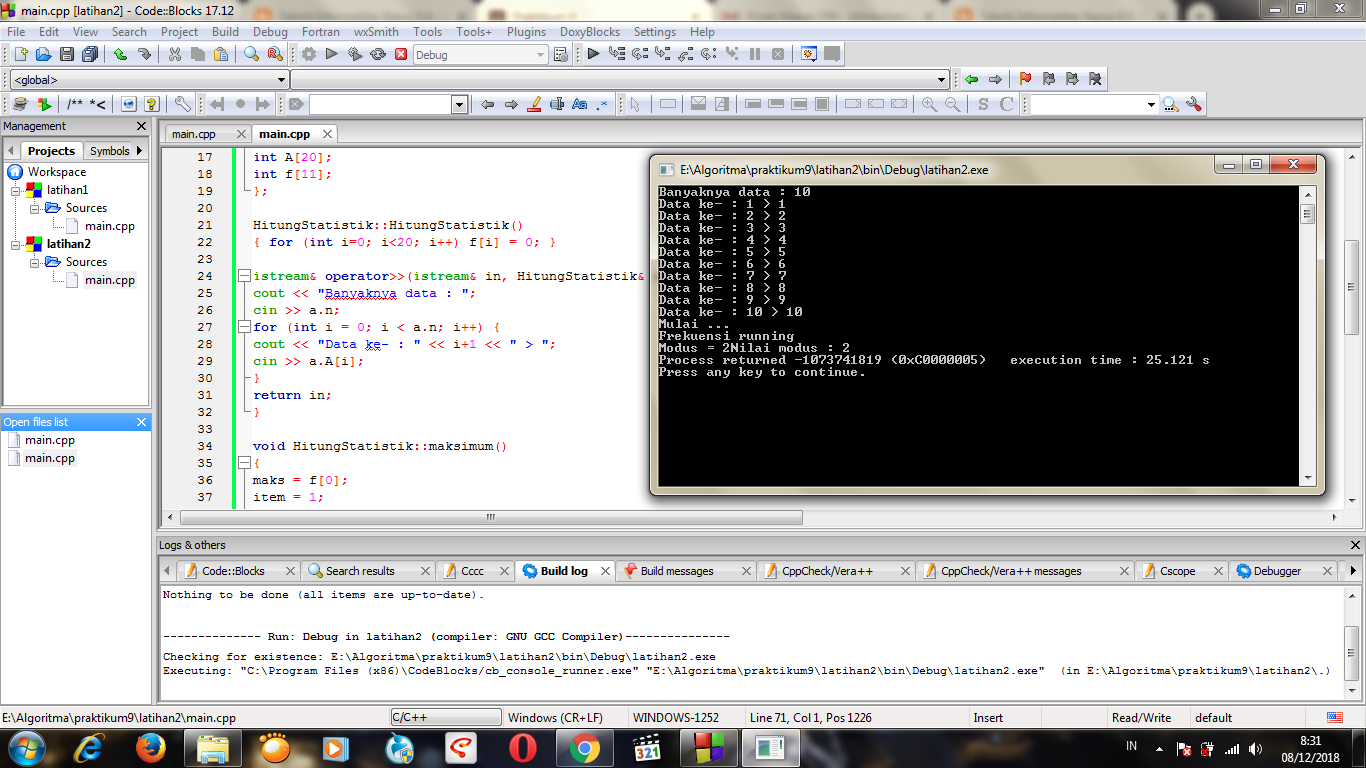 main.cpp [latihan2] - Code::Blocks 17.12
File Edit View Search Project Build Debug Fortran wxSmith Tools Tools+ Plugins DoxyBlocks Settings Help
Debug
<global>
/** *<
Aa .*
S C
Management
Projects Symbols
Workspace
latihan1
Sources
main.cpp
latihan2
Sources
main.cpp
Open files list
main.cpp
main.cpp
main.cpp main.cpp
17 int A[20];
18 int f[11];
19 };
20
21 HitungStatistik::HitungStatistik()
22 { for (int i=0; i<20; i++) f[i] = 0; }
23
24 istream& operator>>(istream& in, HitungStatistik&
25 cout << "Banyaknya data : ";
26 cin >> a.n;
27 for (int i = 0; i < a.n; i++) {
28 cout << "Data ke- : " << i+1 << " > ";
29 cin >> a.A[i];
30 }
31 return in;
32 }
33
34 void HitungStatistik::maksimum()
35 {
36 maks = f[0];
37 item = 1;
E:\Algoritma\praktikum9\latihan2\bin\Debug\latihan2.exe
Banyaknya data : 10
Data ke- : 1 > 1
Data ke- : 2 > 2
Data ke- : 3 > 3
Data ke- : 4 > 4
Data ke- : 5 > 5
Data ke- : 6 > 6
Data ke- : 7 > 7
Data ke- : 8 > 8
Data ke- : 9 > 9
Data ke- : 10 > 10
Mulai ...
Frekuensi running
Modus = 2Nilai modus : 2
Process returned -1073741819 (0xC0000005) execution time : 25.121 s
Press any key to continue.
Logs & others
Code::Blocks Search results Cccc Build log Build messages CppCheck/Vera++ CppCheck/Vera++ messages Cscope Debugger
Nothing to be done (all items are up-to-date).
-------------- Run: Debug in latihan2 (compiler: GNU GCC Compiler)---------------
Checking for existence: E:\Algoritma\praktikum9\latihan2\bin\Debug\latihan2.exe
Executing: "C:\Program Files (x86)\CodeBlocks/cb_console_runner.exe" "E:\Algoritma\praktikum9\latihan2\bin\Debug\latihan2.exe" (in E:\Algoritma\praktikum9\latihan2\.)
E:\Algoritma\praktikum9\latihan2\main.cpp C/C++ Windows (CR+LF) WINDOWS-1252 Line 71, Col 1, Pos 1226 Insert Read/Write default
321
IN
8:31
08/12/2018